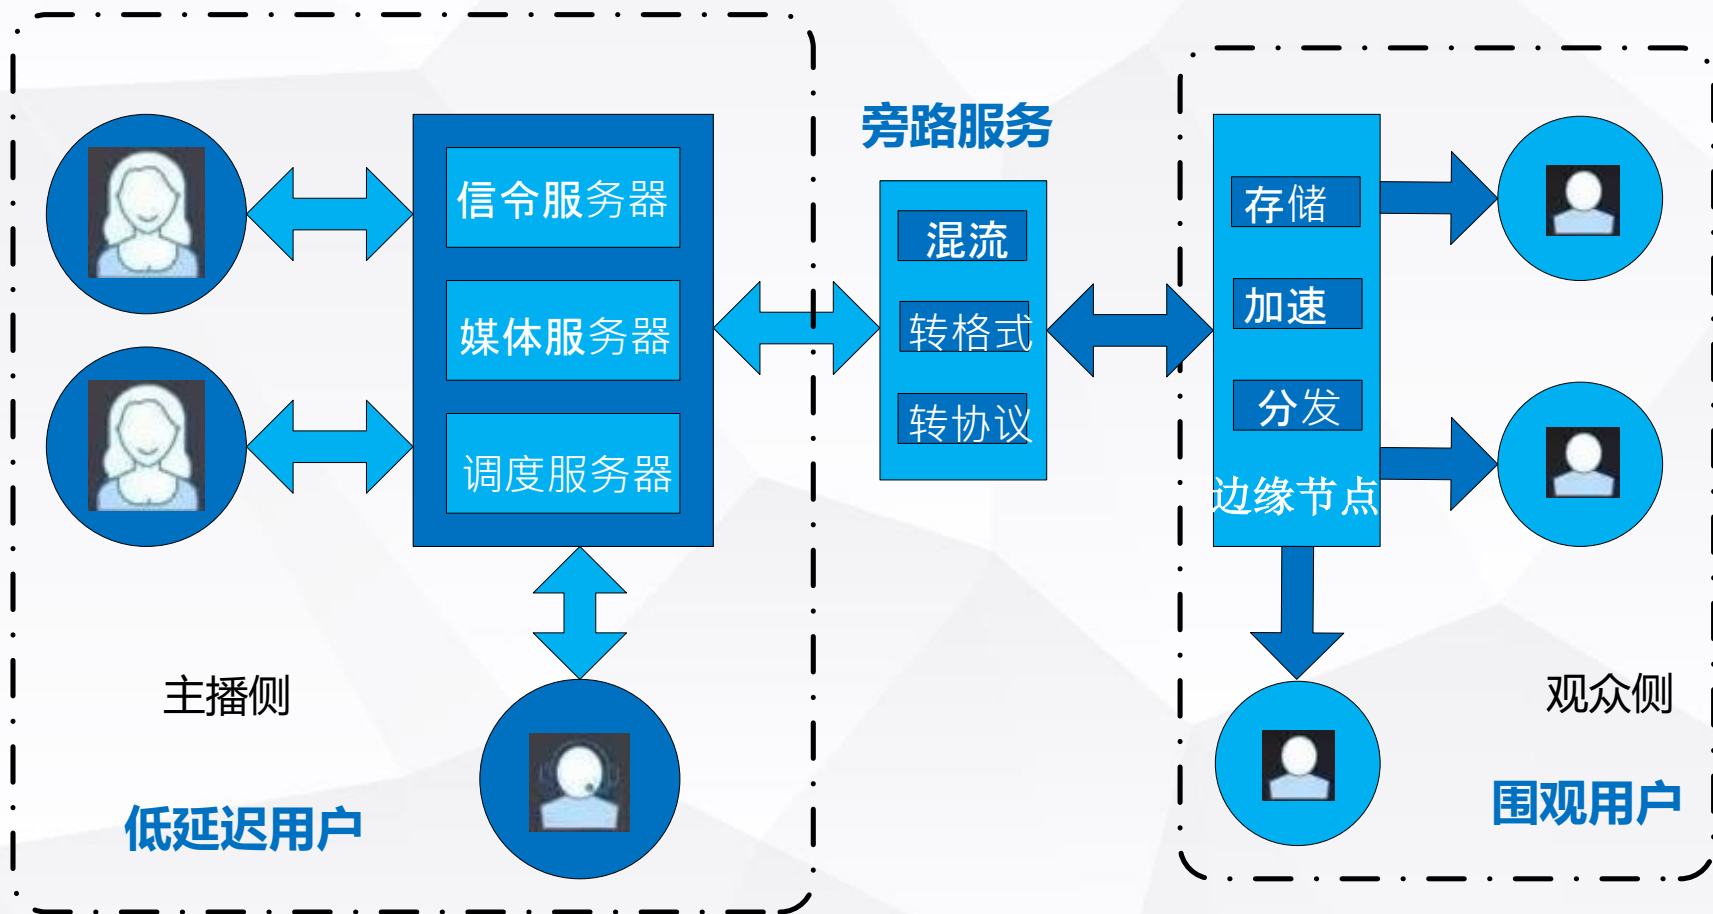 信令服务器
媒体服务器
调度服务器
主播侧
低延迟用户
旁路服务
混流
转格式
转协议
存储
加速
分发
边缘节点
观众侧
围观用户